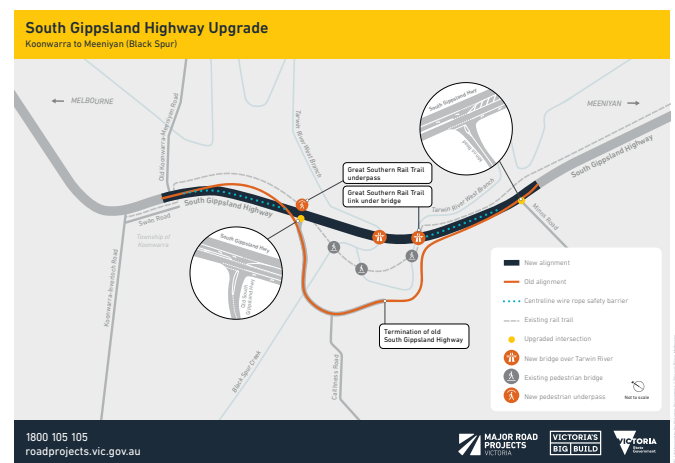 South Gippsland Highway Upgrade
Koonwarra to Meeniyan (Black Spur)
MELBOURNE
MEENIYAN
Old Koonwarra-Meeniyan Road
Tarwin River West Branch
South Gippsland Hwy
Mirror Road
South Gippsland Highway
Great Southern Rail Trail
underpass
Great Southern Rail Trail
link under bridge
South Gippsland Highway
Tarwin River West Branch
Mirror Road
Swan Road
Township of
Koonwarra
South Gippsland Hwy
Old South
Gippsland Hwy
Koonwarra-Inverloch Road
Black Spur Creek
Caithness Road
Termination of old
South Gippsland Highway
New alignment
Old alignment
Centreline wire rope safety barrier
Existing rail trail
Upgraded intersection
New bridge over Tarwin River
Existing pedestrian bridge
New pedestrian underpass
Not to scale
1800 105 105
roadprojects.vic.gov.au
MAJOR ROAD
PROJECTS
VICTORIA
VICTORIA'S
BIG BUILD
VICTORIA
State
Government